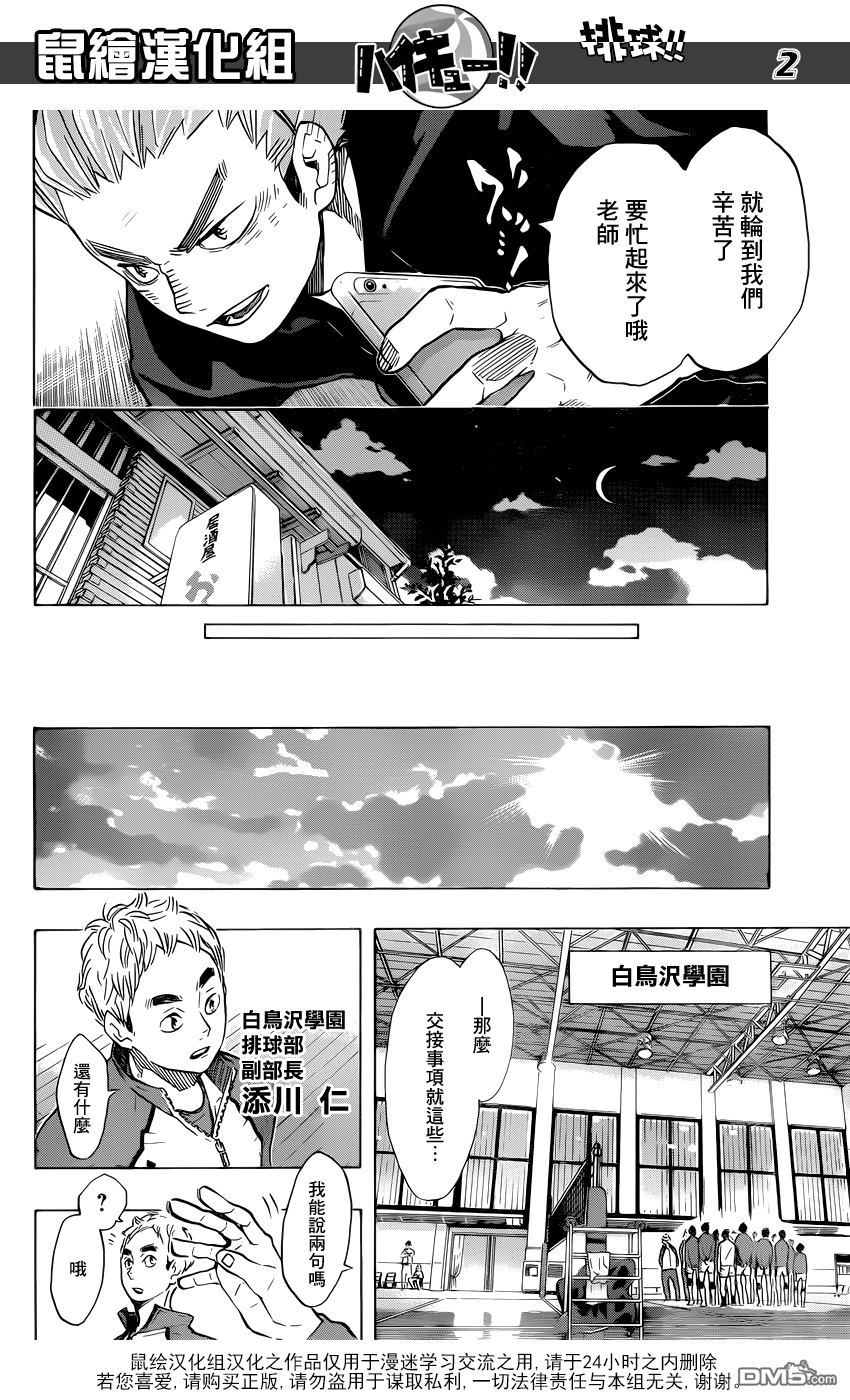 鼠繪漢化組
ハイキュー!!
排球!!
2
就輪到我們
辛苦了
要忙起來了哦
老師
グッ
居酒屋
か
白鳥沢學園
─那麼
交接事項就這些…
白鳥沢學園
排球部
副部長
添川 仁
還有什麼
我能說兩句嗎
？
哦
鼠绘汉化组汉化之作品仅用于漫迷学习交流之用, 请于24小时之内删除
若您喜爱, 请购买正版, 请勿盗用于谋取私利, 一切法律责任与本组无关, 谢谢。
DM5.com